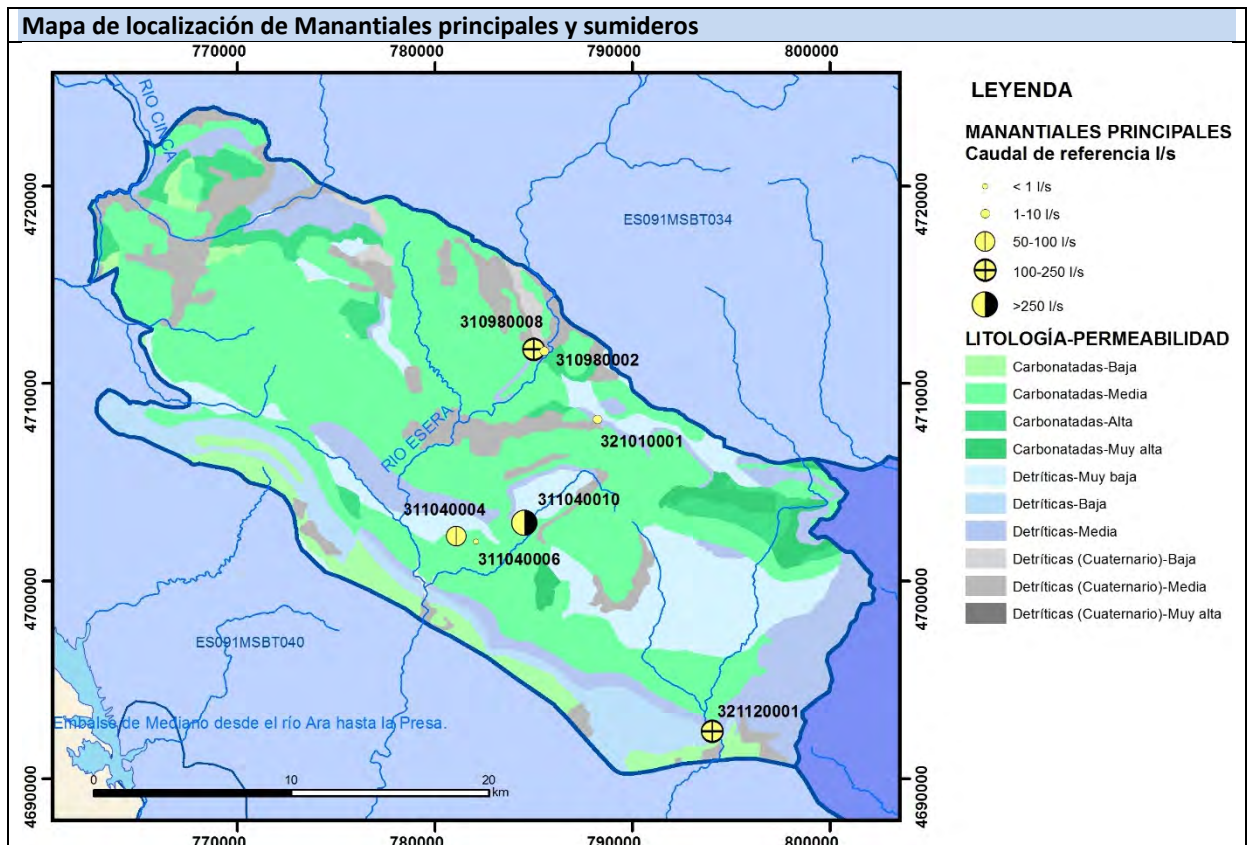 Mapa de localización de Manantiales principales y sumideros
770000 780000 790000 800000
4720000
4710000
4700000
4690000
RIO CINCA
ES091MSBT034
310980008
310980002
RIO ESERA
321010001
311040004
311040010
311040006
ES091MSBT040
321120001
Embalse de Mediano desde el río Ara hasta la Presa.
0 10 20
km
4720000
4710000
4700000
4690000
770000 780000 790000 800000
LEYENDA
MANANTIALES PRINCIPALES
Caudal de referencia l/s
< 1 l/s
1-10 l/s
50-100 l/s
100-250 l/s
>250 l/s
LITOLOGÍA-PERMEABILIDAD
Carbonatadas-Baja
Carbonatadas-Media
Carbonatadas-Alta
Carbonatadas-Muy alta
Detríticas-Muy baja
Detríticas-Baja
Detríticas-Media
Detríticas (Cuaternario)-Baja
Detríticas (Cuaternario)-Media
Detríticas (Cuaternario)-Muy alta